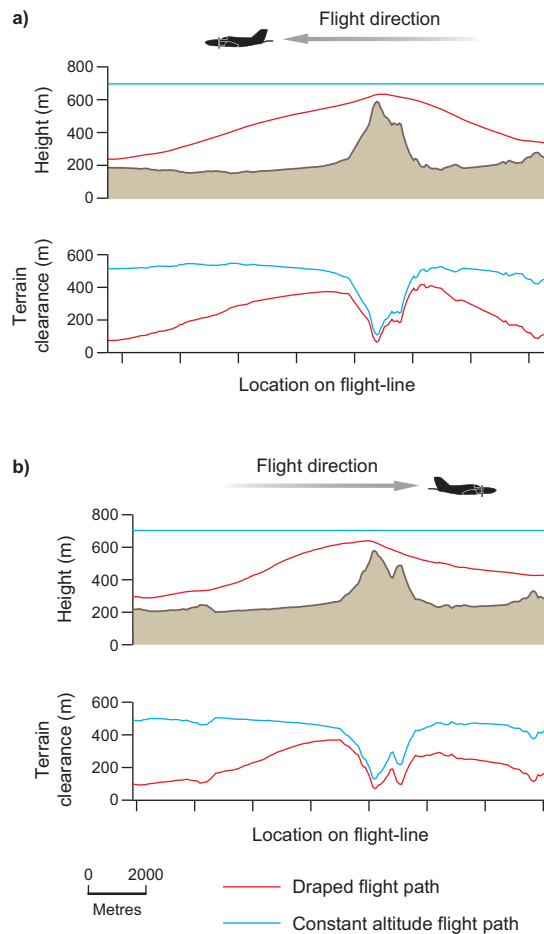 a)
Flight direction
800
600
400
200
0
Height (m)
600
400
200
0
Terrain
clearance (m)
Location on flight-line
b)
Flight direction
800
600
400
200
0
Height (m)
600
400
200
0
Terrain
clearance (m)
Location on flight-line
0 2000
Metres
Draped flight path
Constant altitude flight path